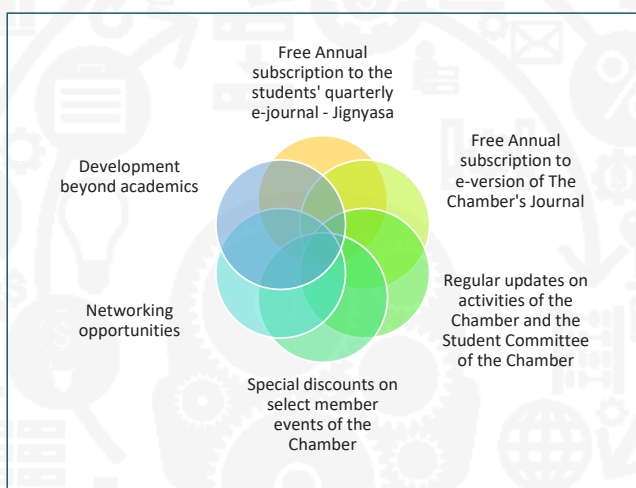 Free Annual
subscription to the
students' quarterly
e-journal - Jignyasa
Free Annual
subscription to
e-version of The
Chamber's Journal
Regular updates on
activities of the
Chamber and the
Student Committee
of the Chamber
Special discounts on
select member
events of the
Chamber
Networking
opportunities
Development
beyond academics